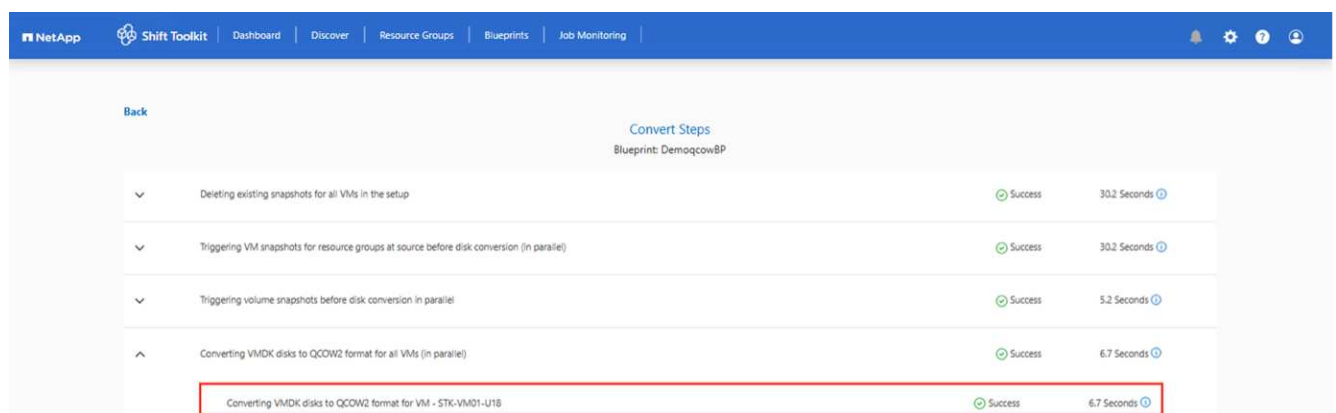 NetApp Shift Toolkit Dashboard Discover Resource Groups Blueprints Job Monitoring
Back
Convert Steps
Blueprint: DemoqcowBP
Deleting existing snapshots for all VMs in the setup Success 30.2 Seconds
Triggering VM snapshots for resource groups at source before disk conversion (in parallel) Success 30.2 Seconds
Triggering volume snapshots before disk conversion in parallel Success 5.2 Seconds
Converting VMDK disks to QCOW2 format for all VMs (in parallel) Success 6.7 Seconds
Converting VMDK disks to QCOW2 format for VM - STK-VM01-U18 Success 6.7 Seconds